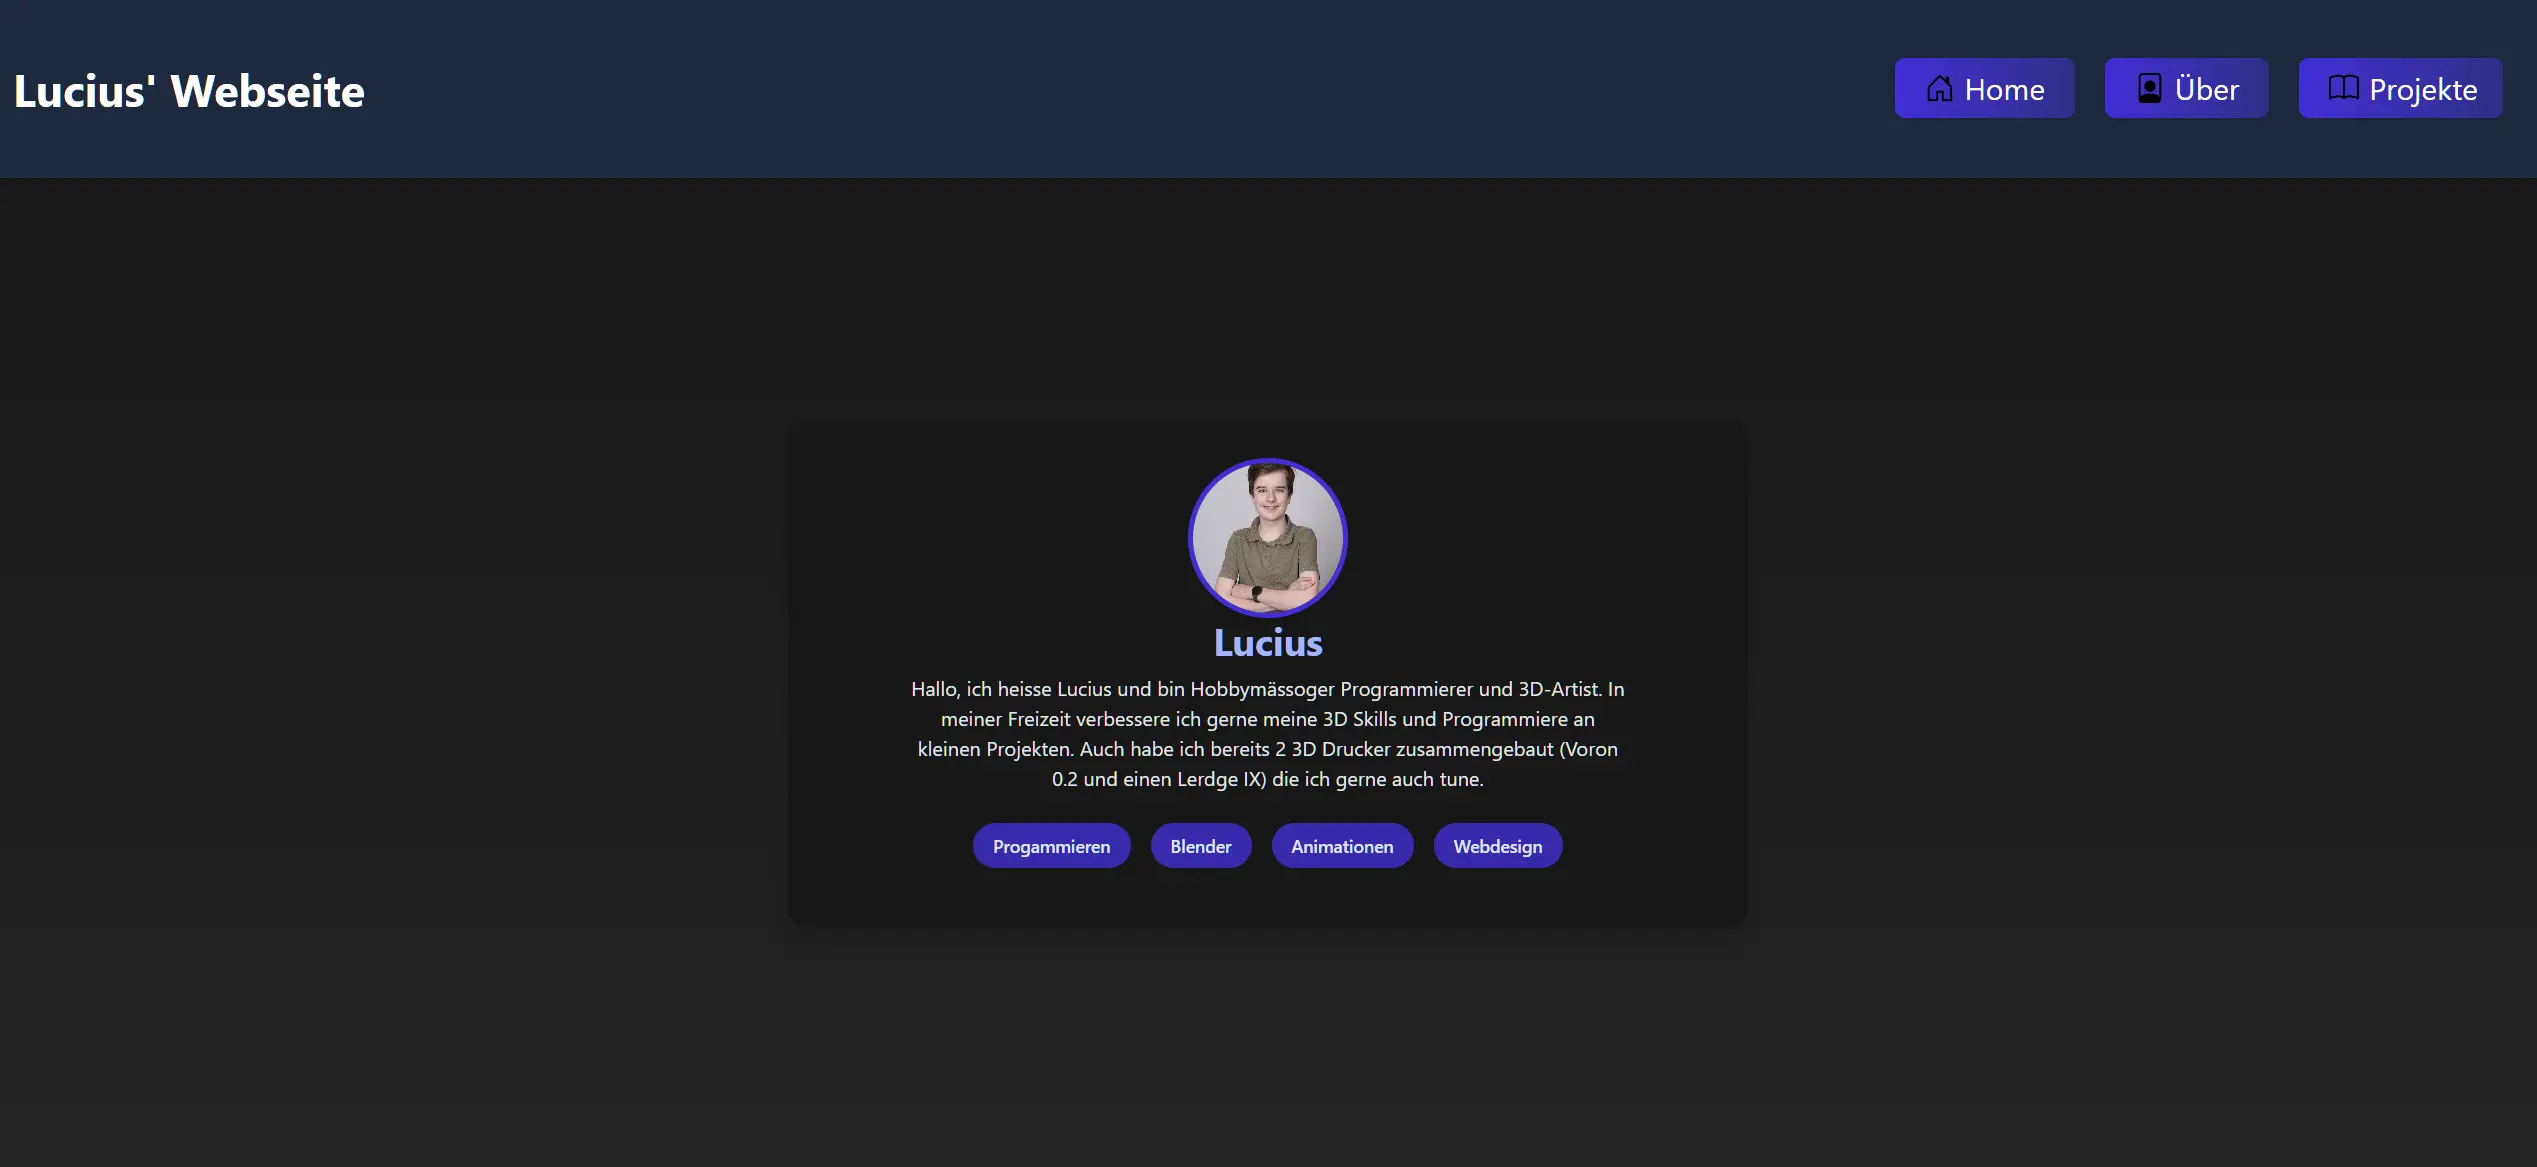 Lucius' Webseite
Home
Über
Projekte
Lucius
Hallo, ich heisse Lucius und bin Hobbymässoger Programmierer und 3D-Artist. In
meiner Freizeit verbessere ich gerne meine 3D Skills und Programmiere an
kleinen Projekten. Auch habe ich bereits 2 3D Drucker zusammengebaut (Voron
0.2 und einen Lerdge IX) die ich gerne auch tune.
Progammieren
Blender
Animationen
Webdesign